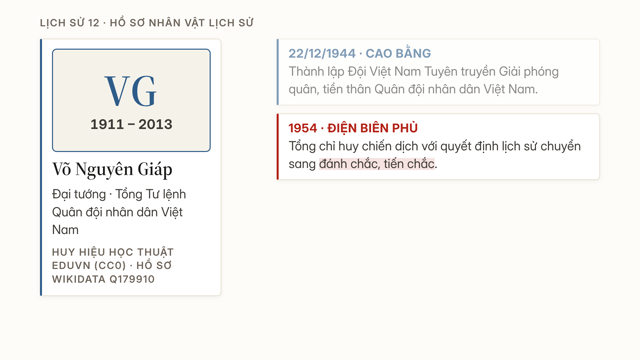 LỊCH SỬ 12 · HỒ SƠ NHÂN VẬT LỊCH SỬ
VG
1911 – 2013
Võ Nguyên Giáp
Đại tướng · Tổng Tư lệnh
Quân đội nhân dân Việt
Nam
HUY HIỆU HỌC THUẬT
EDUVN (CC0) · HỒ SƠ
WIKIDATA Q179910
22/12/1944 · CAO BẰNG
Thành lập Đội Việt Nam Tuyên truyền Giải phóng
quân, tiền thân Quân đội nhân dân Việt Nam.
1954 · ĐIỆN BIÊN PHỦ
Tổng chỉ huy chiến dịch với quyết định lịch sử chuyển
sang đánh chắc, tiến chắc.